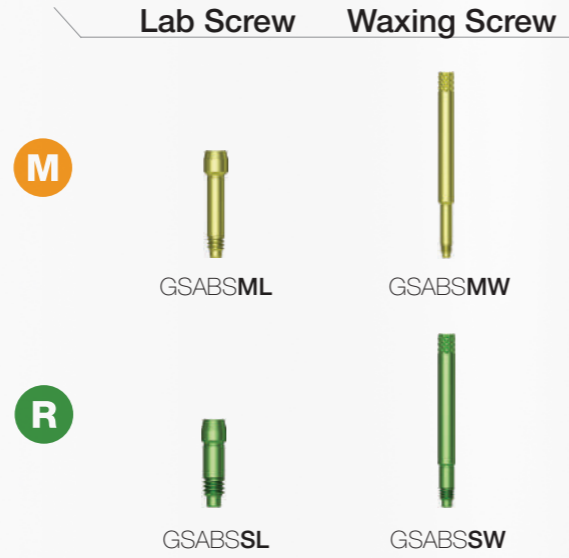 Lab Screw Waxing Screw
M
GSABSML GSABSMW
R
GSABSSL GSABSSW